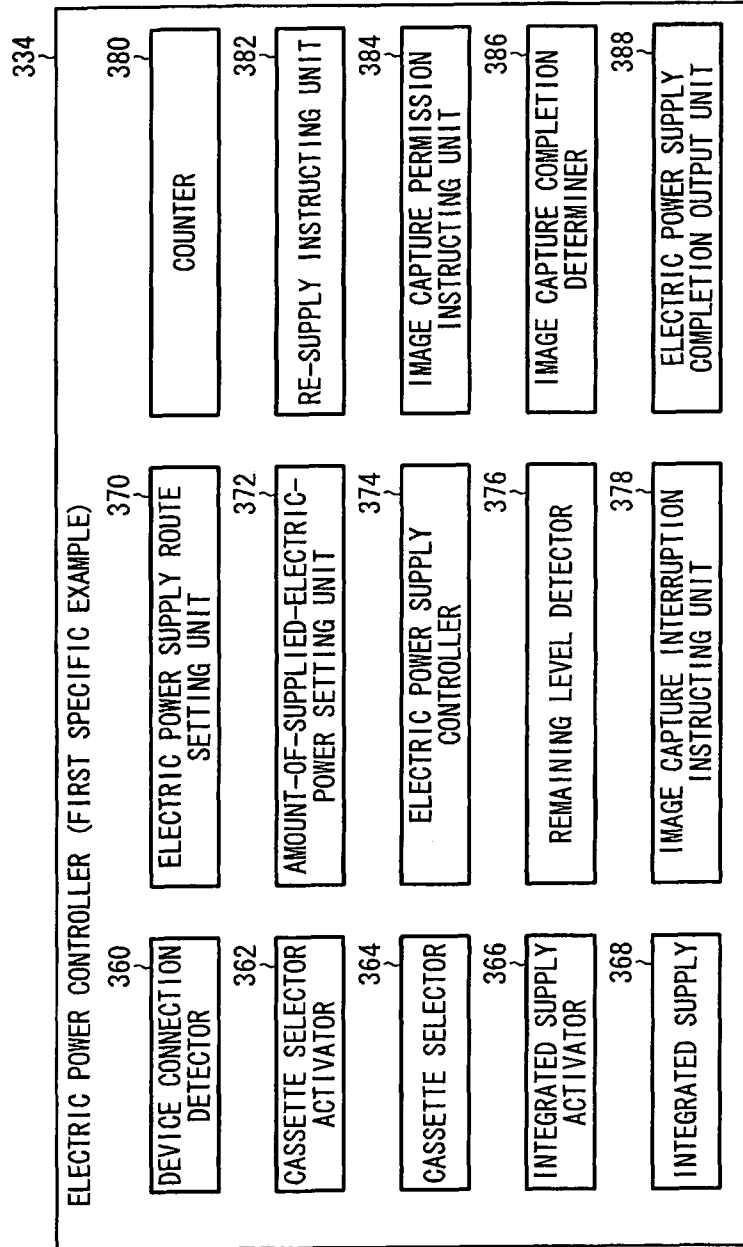 334
ELECTRIC POWER CONTROLLER (FIRST SPECIFIC EXAMPLE)
360
DEVICE CONNECTION
DETECTOR
362
CASSETTE SELECTOR
ACTIVATOR
364
CASSETTE SELECTOR
366
INTEGRATED SUPPLY
ACTIVATOR
368
INTEGRATED SUPPLY
370
ELECTRIC POWER SUPPLY ROUTE
SETTING UNIT
372
AMOUNT-OF-SUPPLIED-ELECTRIC-
POWER SETTING UNIT
374
ELECTRIC POWER SUPPLY
CONTROLLER
376
REMAINING LEVEL DETECTOR
378
IMAGE CAPTURE INTERRUPTION
INSTRUCTING UNIT
380
COUNTER
382
RE-SUPPLY INSTRUCTING UNIT
384
IMAGE CAPTURE PERMISSION
INSTRUCTING UNIT
386
IMAGE CAPTURE COMPLETION
DETERMINER
388
ELECTRIC POWER SUPPLY
COMPLETION OUTPUT UNIT